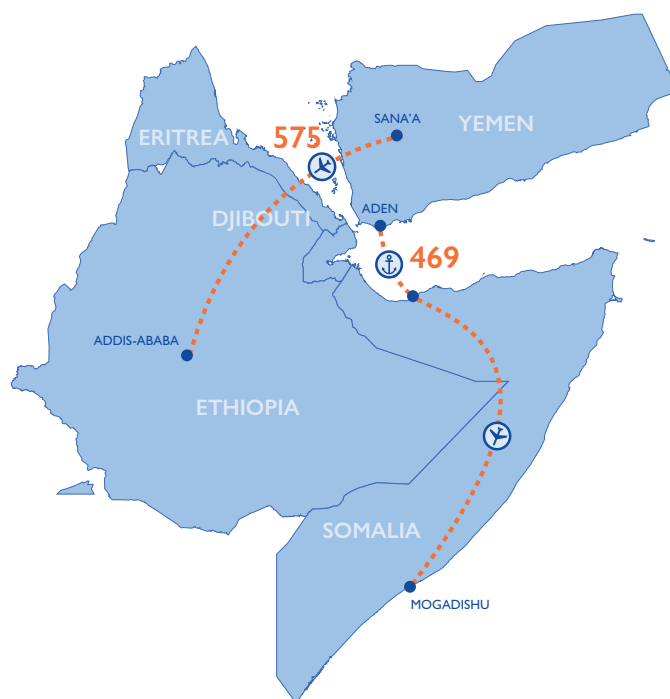 SANA'A
YEMEN
575
ERITREA
ADEN
DJIBOUTI
469
ADDIS-ABABA
ETHIOPIA
SOMALIA
MOGADISHU